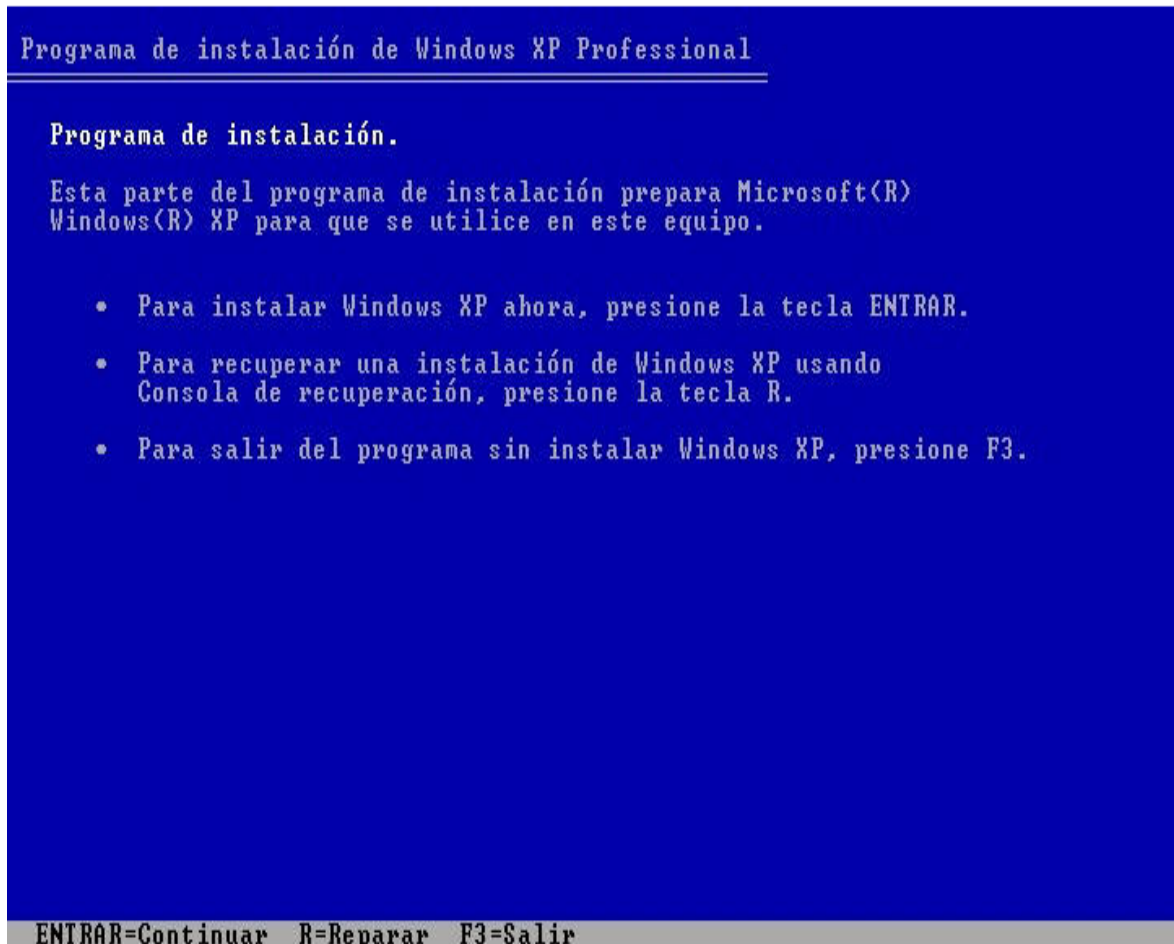 Programa de instalación de Windows XP Professional
Programa de instalación.
Esta parte del programa de instalación prepara Microsoft(R)
Windows(R) XP para que se utilice en este equipo.
• Para instalar Windows XP ahora, presione la tecla ENTRAR.
• Para recuperar una instalación de Windows XP usando
Consola de recuperación, presione la tecla R.
• Para salir del programa sin instalar Windows XP, presione F3.
ENTRAR=Continuar R=Reparar F3=Salir